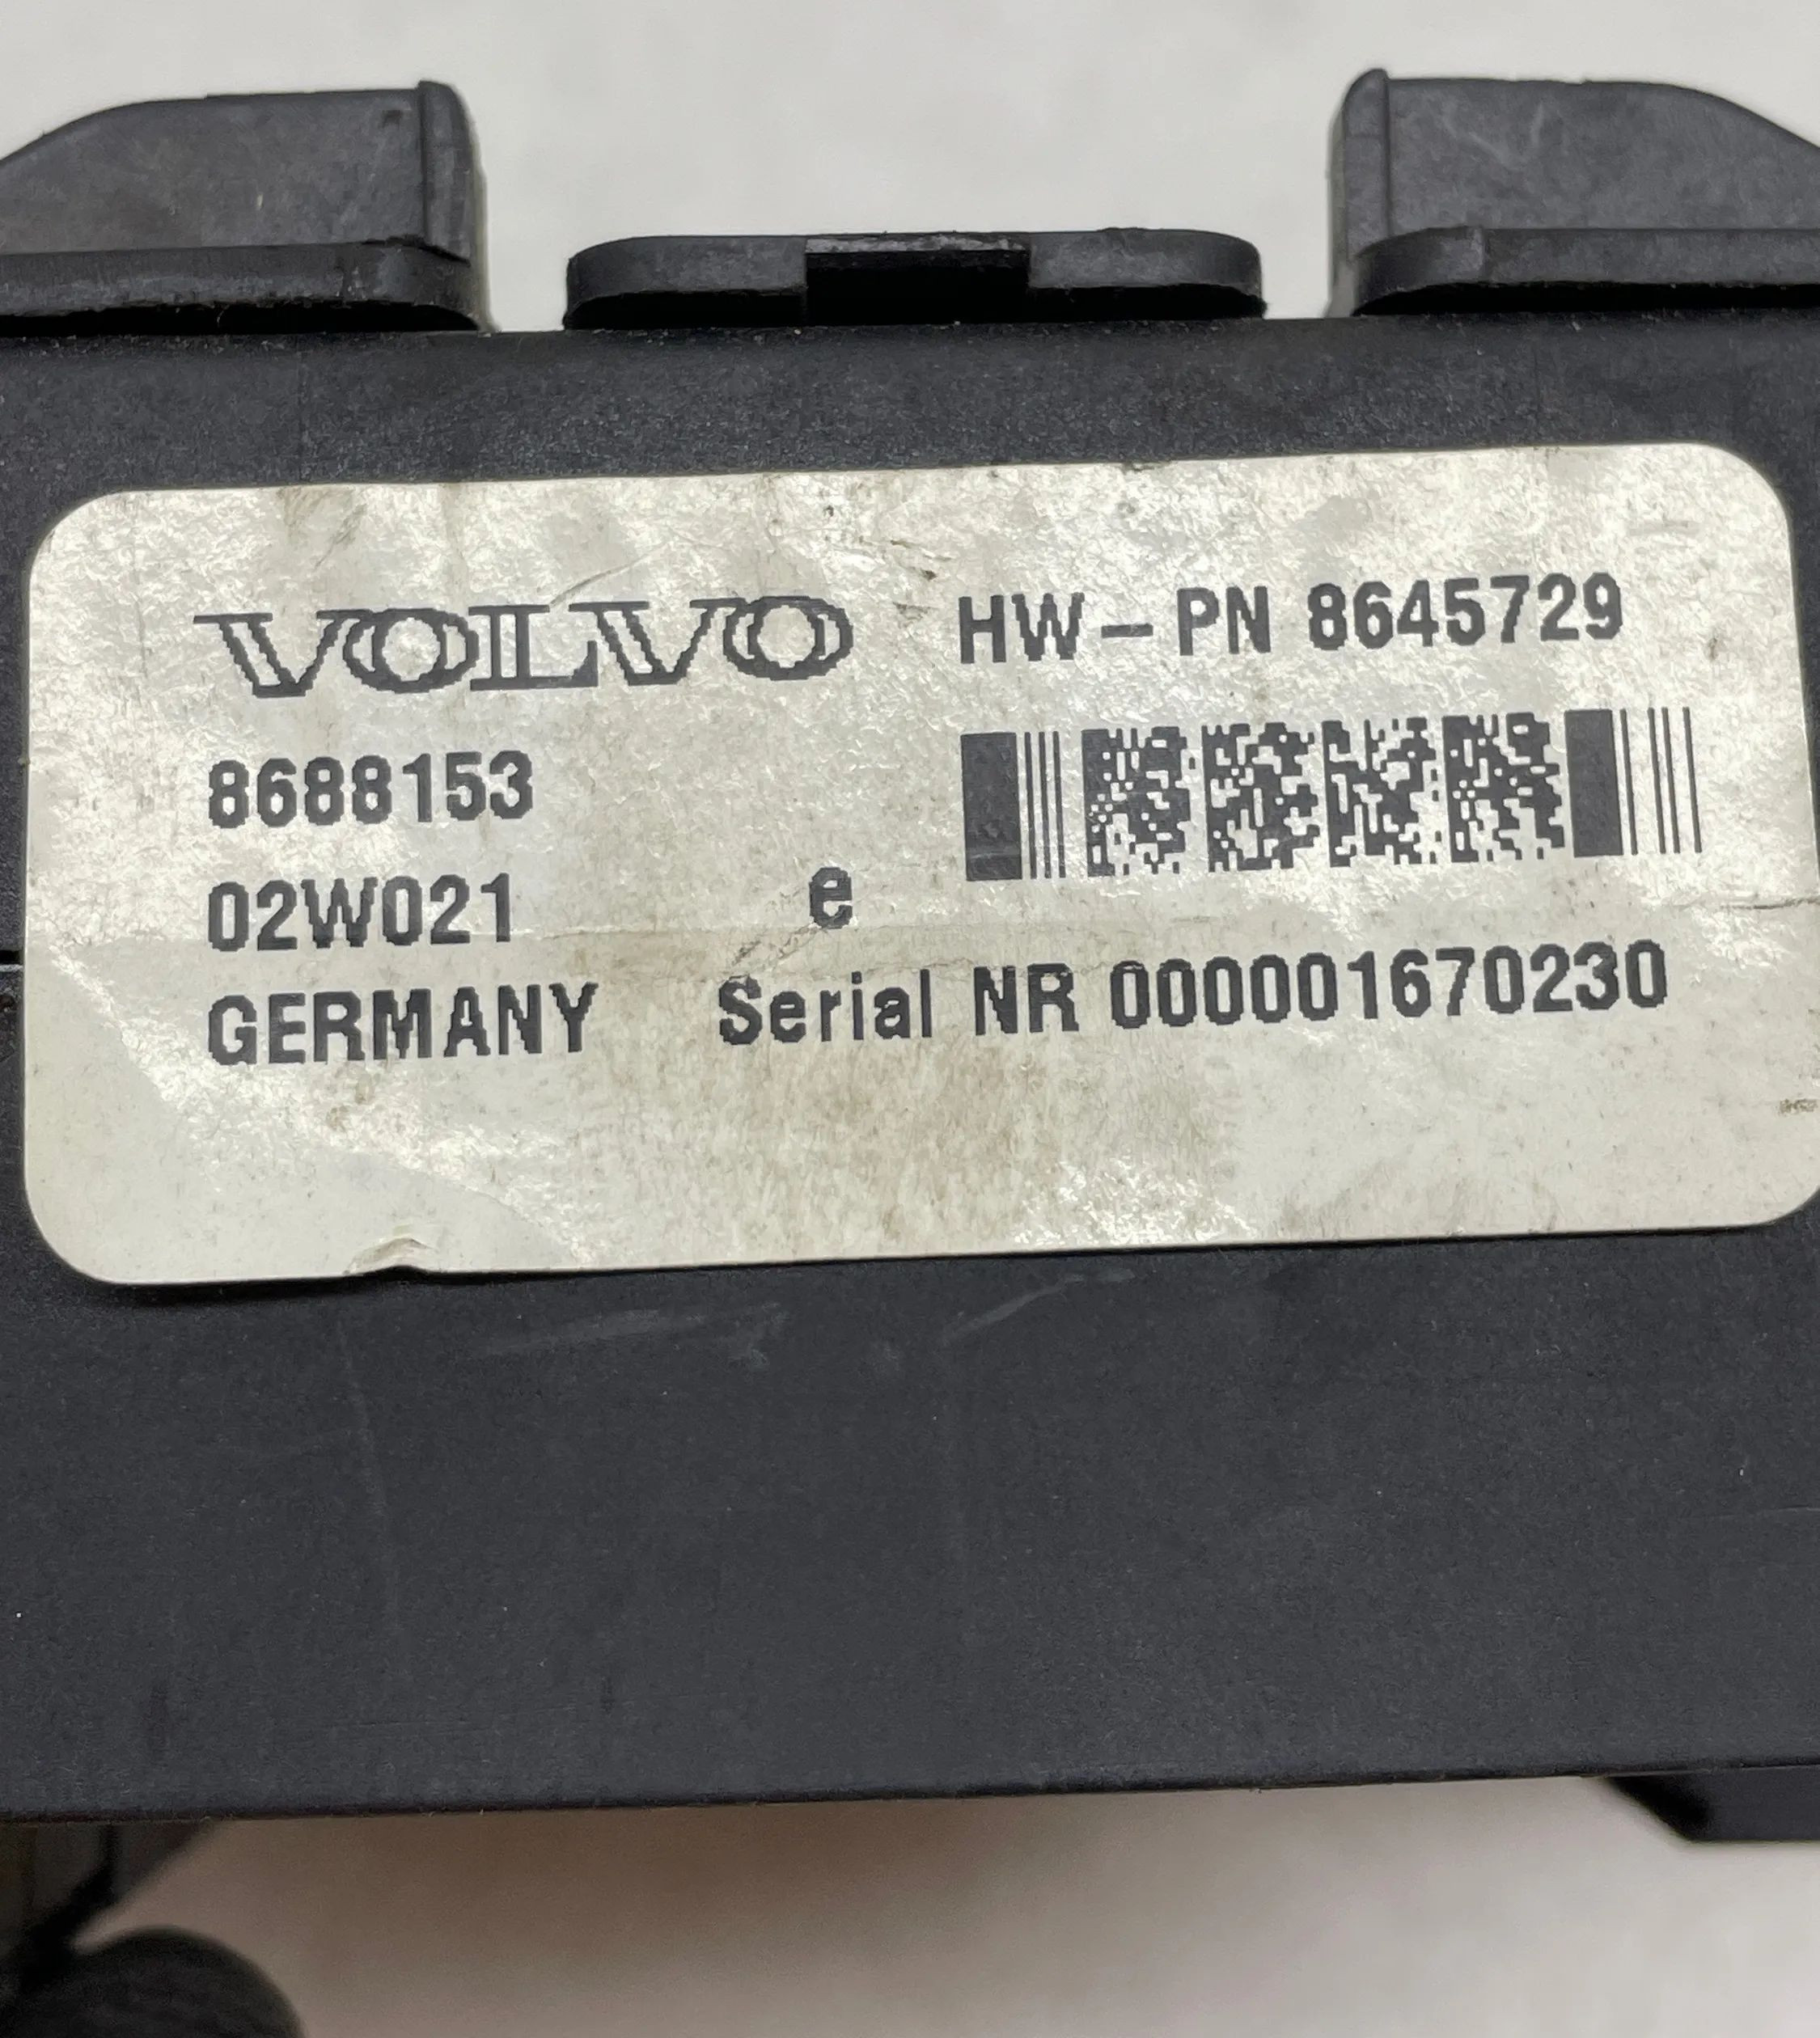 VOLVO HW-PN 8645729
8688153
02W021 e
GERMANY Serial NR 000001670230